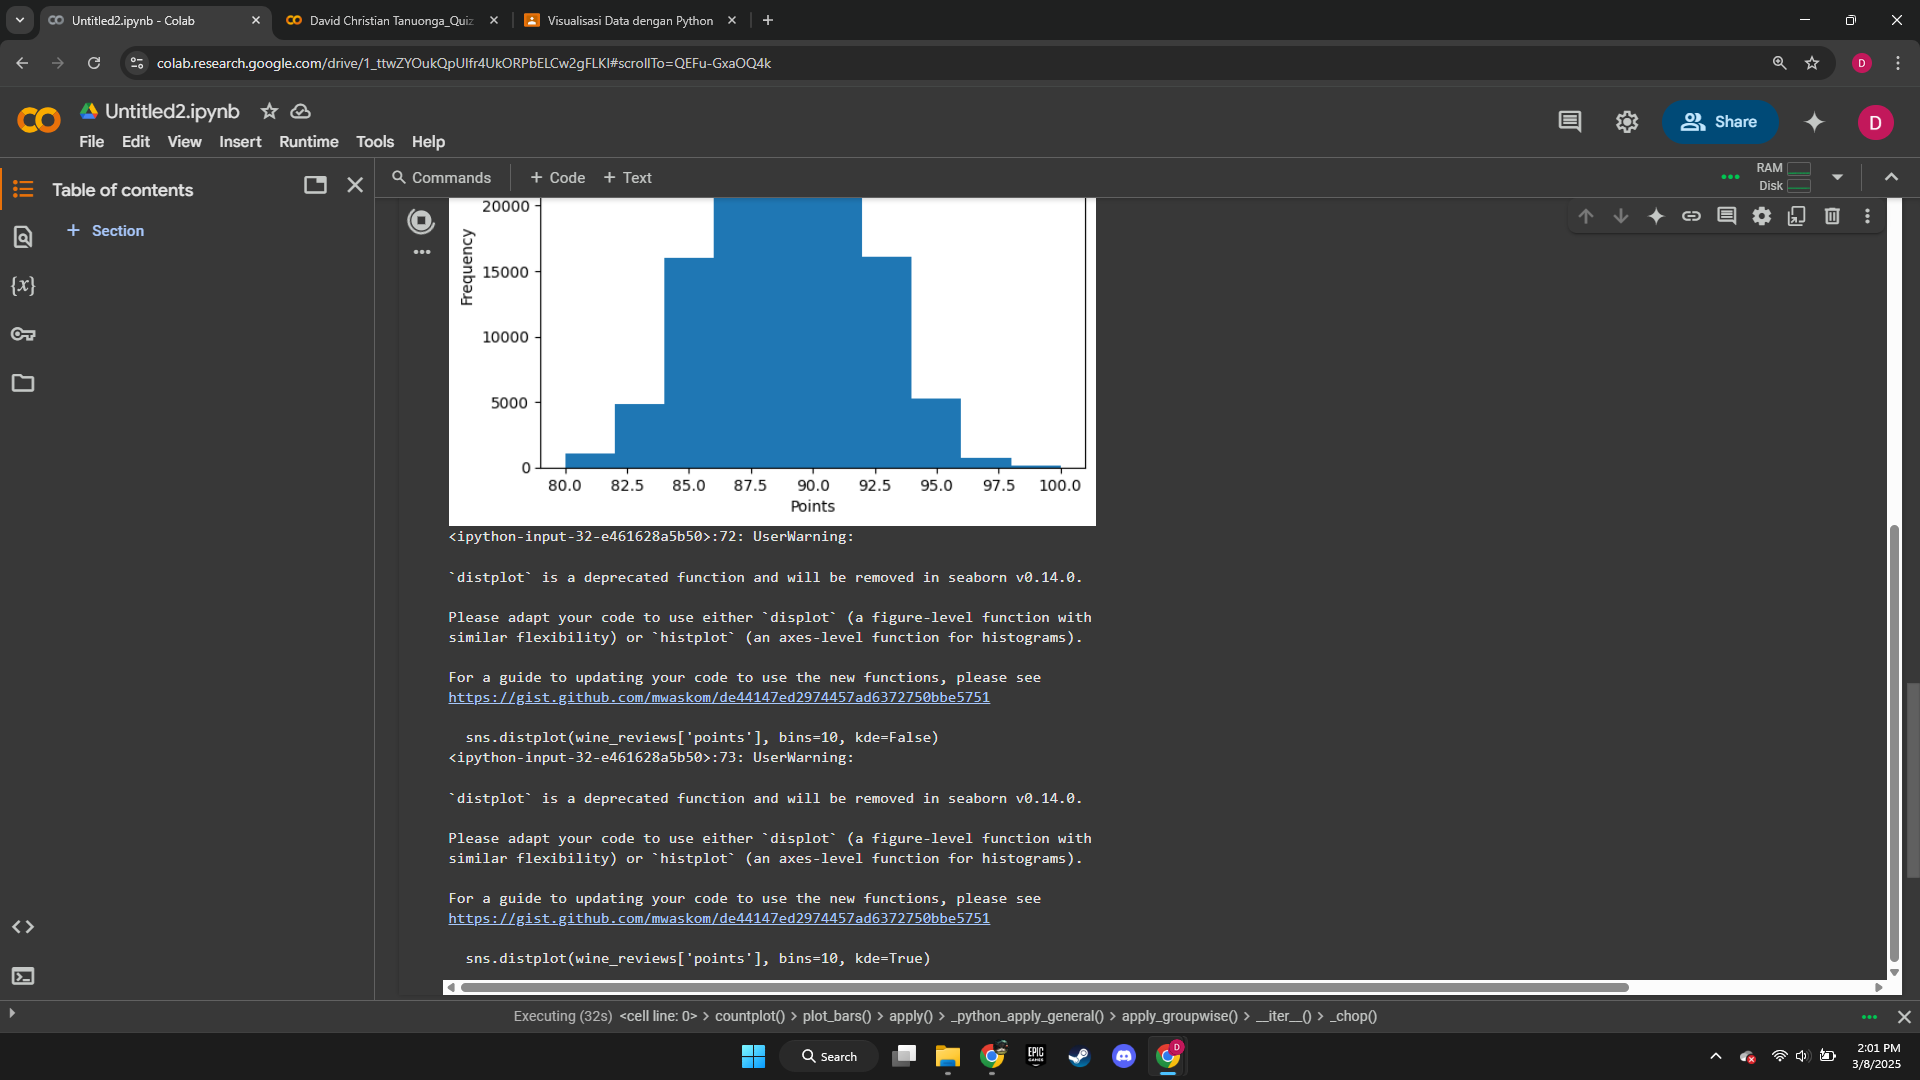 Untitled2.ipynb - Colab
David Christian Tanuonga_Quiz
Visualisasi Data dengan Python
colab.research.google.com/drive/1_ttwZYOukQpUIfr4UkORPbELCw2gFLKI#scrollTo=QEFu-GxaOQ4k
D
Untitled2.ipynb
File Edit View Insert Runtime Tools Help
Share
D
Table of contents
Commands
+ Code
+ Text
RAM
Disk
+ Section
{x}
20000
15000
10000
5000
0
Frequency
80.0 82.5 85.0 87.5 90.0 92.5 95.0 97.5 100.0
Points
<ipython-input-32-e461628a5b50>:72: UserWarning:
`distplot` is a deprecated function and will be removed in seaborn v0.14.0.
Please adapt your code to use either `displot` (a figure-level function with
similar flexibility) or `histplot` (an axes-level function for histograms).
For a guide to updating your code to use the new functions, please see
https://gist.github.com/mwaskom/de44147ed2974457ad6372750bbe5751
sns.distplot(wine_reviews['points'], bins=10, kde=False)
<ipython-input-32-e461628a5b50>:73: UserWarning:
`distplot` is a deprecated function and will be removed in seaborn v0.14.0.
Please adapt your code to use either `displot` (a figure-level function with
similar flexibility) or `histplot` (an axes-level function for histograms).
For a guide to updating your code to use the new functions, please see
https://gist.github.com/mwaskom/de44147ed2974457ad6372750bbe5751
sns.distplot(wine_reviews['points'], bins=10, kde=True)
Executing (32s) <cell line: 0> > countplot() > plot_bars() > apply() > _python_apply_general() > apply_groupwise() > __iter__() > _chop()
Search
EPIC
GAMES
D
2:01 PM
3/8/2025